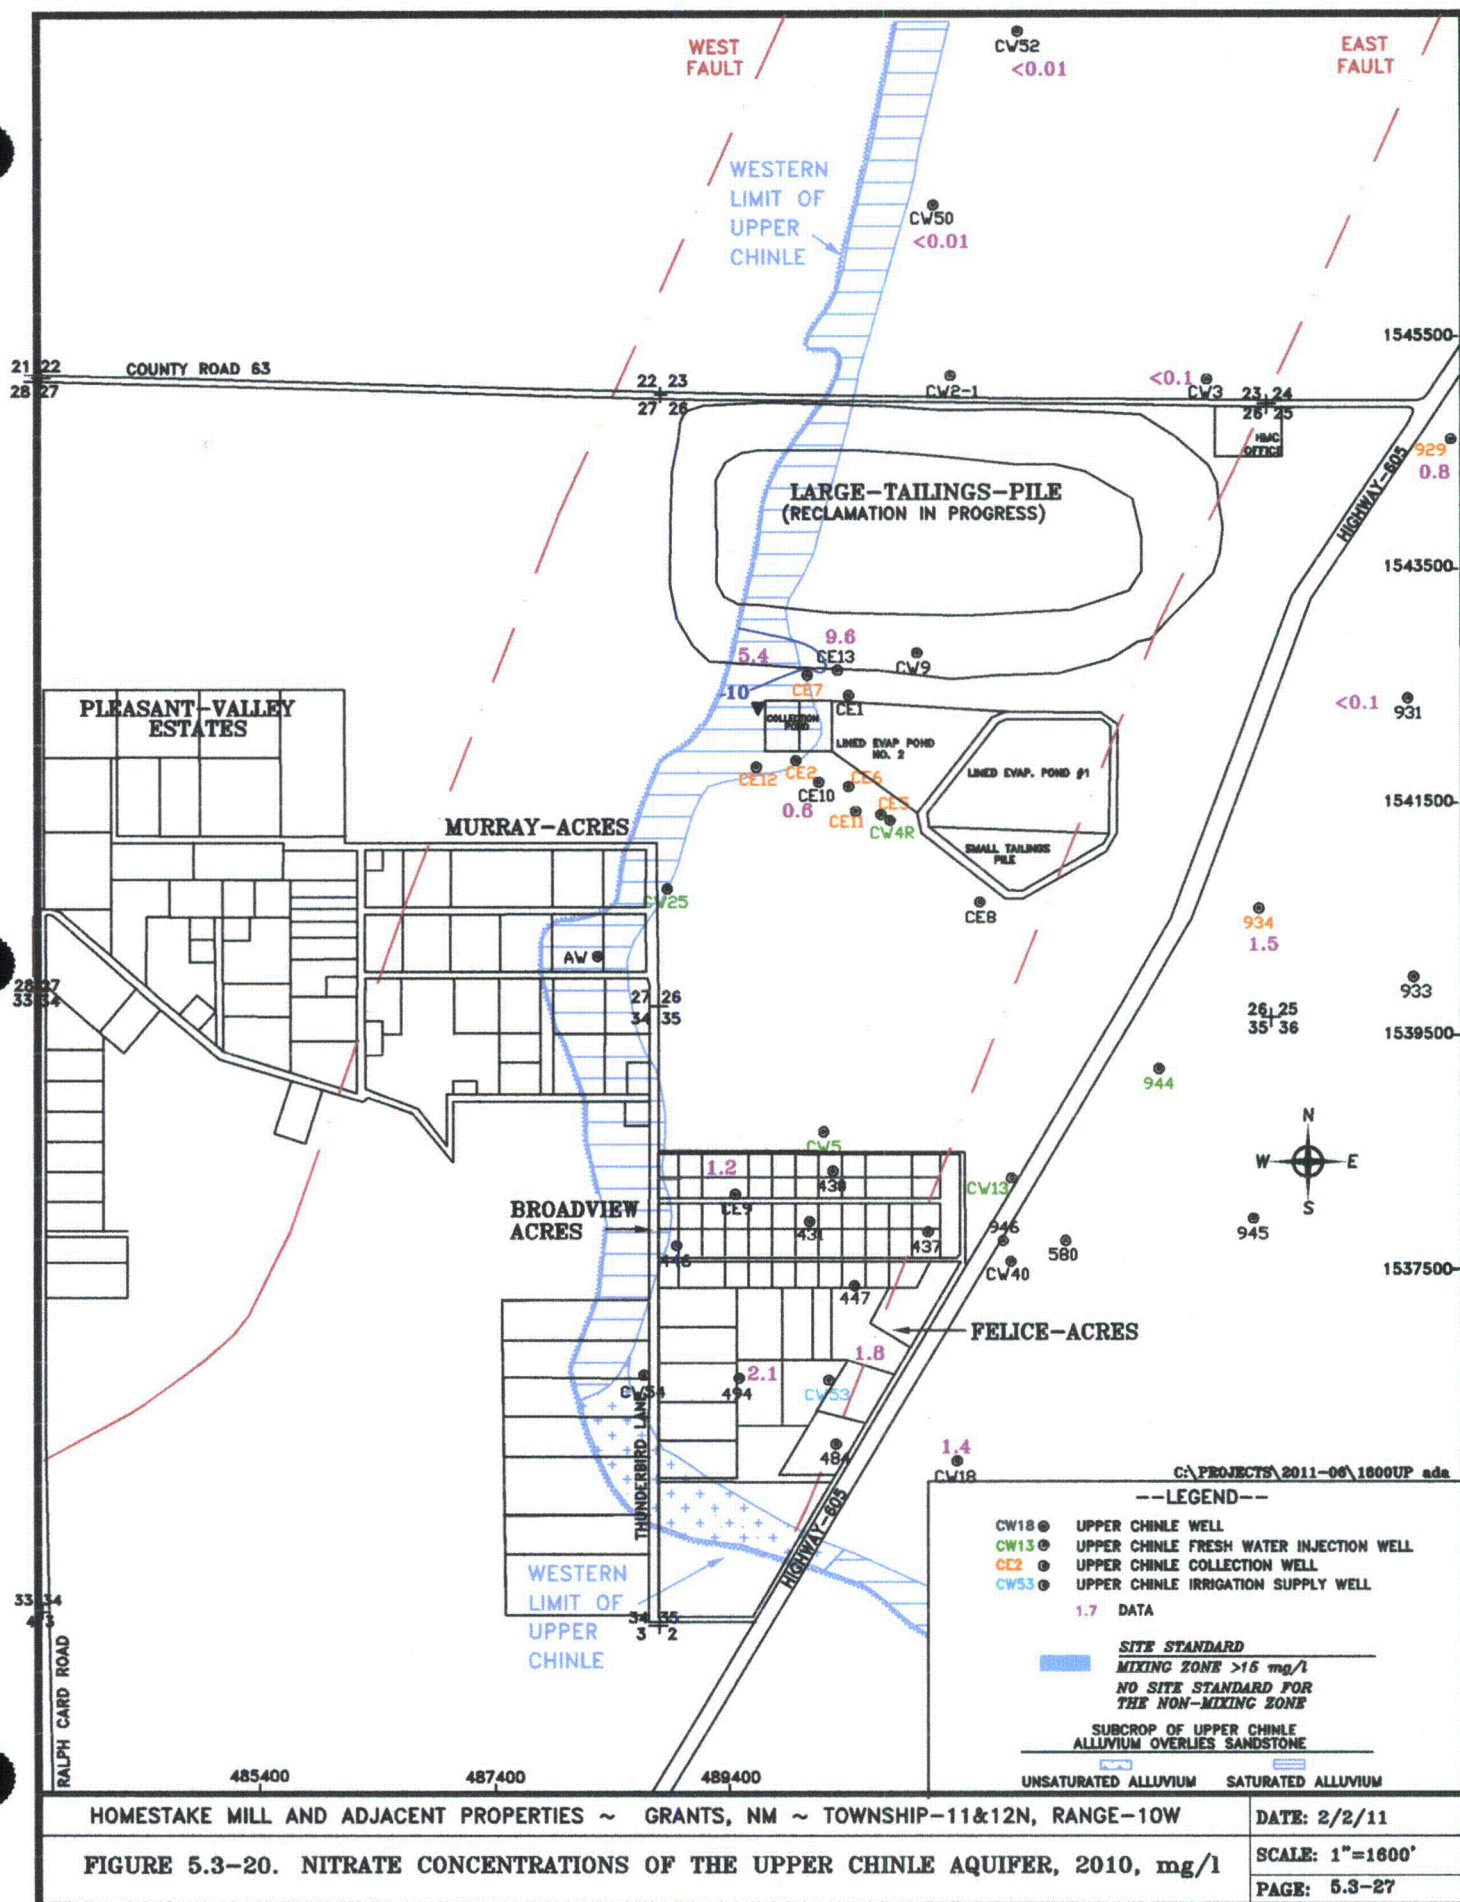 WEST
FAULT
CW52
<0.01
EAST
FAULT
WESTERN
LIMIT OF
UPPER
CHINLE
CW50
<0.01
1545500
21 22
28 27
COUNTY ROAD 63
22 23
27 26
CW2-1
<0.1
CW3
23 24
26 25
HMC
OFFICE
929
0.8
HIGHWAY-605
LARGE-TAILINGS-PILE
(RECLAMATION IN PROGRESS)
1543500
9.6
5.4
CE13
CW9
CE7
10
CE1
<0.1
931
PLEASANT-VALLEY
ESTATES
COLLECTION
POND
LINED EVAP POND
NO. 2
LINED EVAP. POND #1
CE12
CE2
CE6
CE10
0.6
CE11
CE5
CW4R
1541500
MURRAY-ACRES
SMALL TAILINGS
PILE
CW25
CE8
934
1.5
AW
28 27
33 34
27 26
34 35
933
26 25
35 36
1539500
944
N
W E
S
CW5
1.2
430
CE9
CW13
BROADVIEW
ACRES
431
437
946
580
945
446
CW40
1537500
447
FELICE-ACRES
1.8
CW54
494
2.1
CW53
THUNDERBIRD LANE
484
1.4
CW18
HIGHWAY-605
WESTERN
LIMIT OF
UPPER
CHINLE
33 34
4 3
34 35
3 2
RALPH CARD ROAD
C:\PROJECTS\2011-06\1600UP ada
--LEGEND--
CW18 UPPER CHINLE WELL
CW13 UPPER CHINLE FRESH WATER INJECTION WELL
CE2 UPPER CHINLE COLLECTION WELL
CW53 UPPER CHINLE IRRIGATION SUPPLY WELL
1.7 DATA
SITE STANDARD
MIXING ZONE >15 mg/l
NO SITE STANDARD FOR
THE NON-MIXING ZONE
SUBCROP OF UPPER CHINLE
ALLUVIUM OVERLIES SANDSTONE
UNSATURATED ALLUVIUM SATURATED ALLUVIUM
485400
487400
489400
HOMESTAKE MILL AND ADJACENT PROPERTIES ~ GRANTS, NM ~ TOWNSHIP-11&12N, RANGE-10W
DATE: 2/2/11
FIGURE 5.3-20. NITRATE CONCENTRATIONS OF THE UPPER CHINLE AQUIFER, 2010, mg/l
SCALE: 1"=1600'
PAGE: 5.3-27